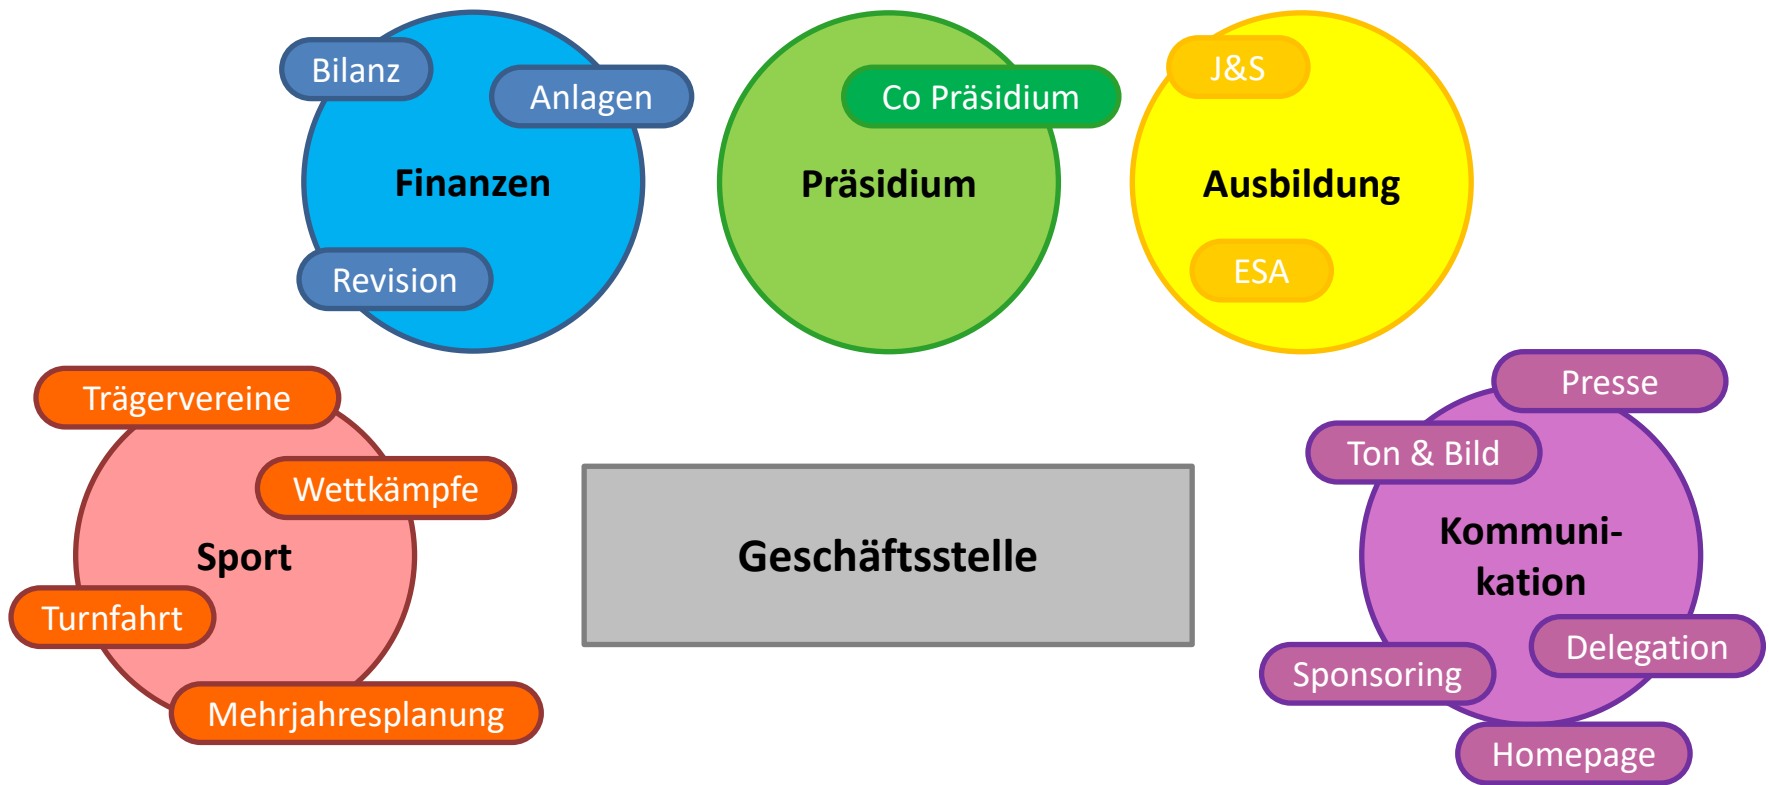 Bilanz
Anlagen
Finanzen
Revision
Co Präsidium
Präsidium
J&S
Ausbildung
ESA
Trägervereine
Wettkämpfe
Sport
Turnfahrt
Mehrjahresplanung
Geschäftsstelle
Presse
Ton & Bild
Kommuni-
kation
Delegation
Sponsoring
Homepage